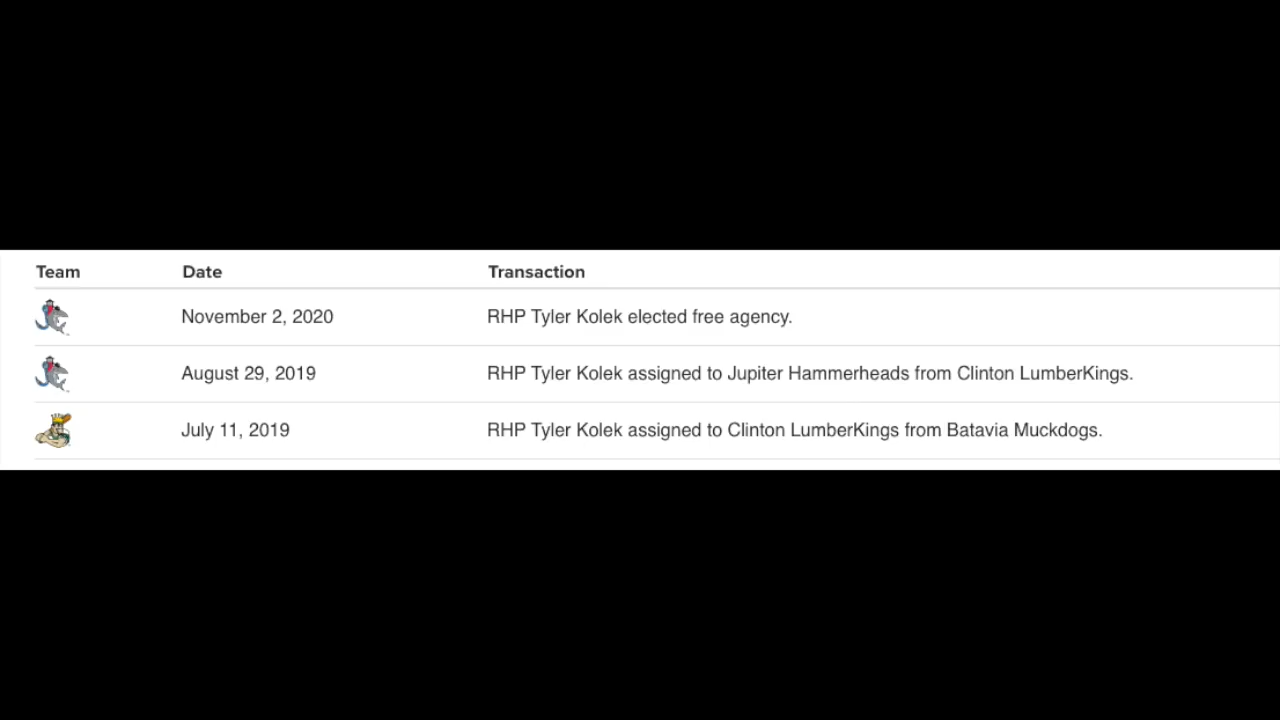 Team Date Transaction
November 2, 2020 RHP Tyler Kolek elected free agency.
August 29, 2019 RHP Tyler Kolek assigned to Jupiter Hammerheads from Clinton LumberKings.
July 11, 2019 RHP Tyler Kolek assigned to Clinton LumberKings from Batavia Muckdogs.